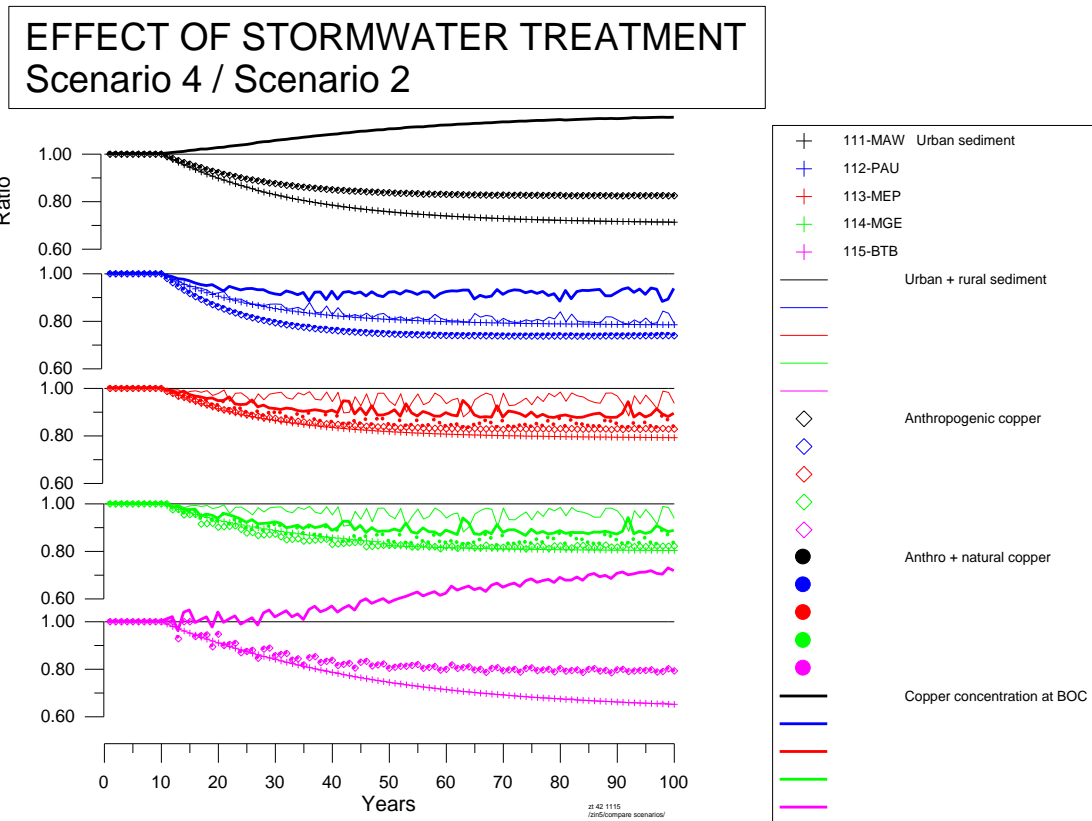 EFFECT OF STORMWATER TREATMENT
Scenario 4 / Scenario 2
1.00
0.80
0.60
1.00
0.80
0.60
1.00
0.80
0.60
1.00
0.80
0.60
1.00
0.80
0.60
Ratio
0 10 20 30 40 50 60 70 80 90 100
Years
zt 42 1115
/zin5/compare scenarios/
111-MAW Urban sediment
112-PAU
113-MEP
114-MGE
115-BTB
Urban + rural sediment
Anthropogenic copper
Anthro + natural copper
Copper concentration at BOC